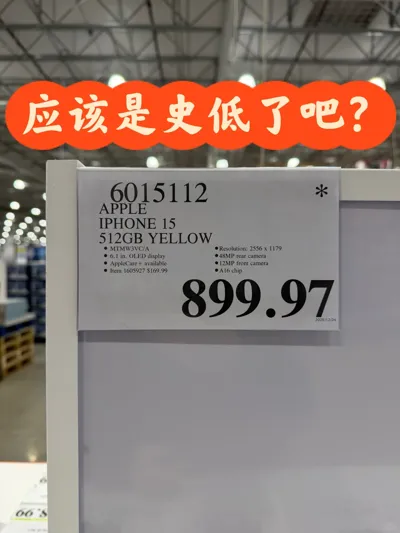 应该是史低了吧？
6015112 *
APPLE
IPHONE 15
512GB YELLOW
• MTMW3VC/A
• 6.1 in. OLED display
• AppleCare+ available
• Item 1605927 $169.99
• Resolution: 2556 x 1179
• 48MP rear camera
• 12MP front camera
• A16 chip
899.97